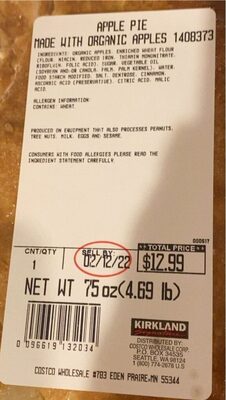 APPLE PIE
MADE WITH ORGANIC APPLES 1408373
INGREDIENTS: ORGANIC APPLES, ENRICHED WHEAT FLOUR
(FLOUR, NIACIN, REDUCED IRON, THIAMIN MONONITRATE,
RIBOFLAVIN, FOLIC ACID), SUGAR, VEGETABLE OIL
(SOYBEAN AND/OR CANOLA, PALM, PALM KERNEL), WATER,
FOOD STARCH MODIFIED, SALT, DEXTROSE, CINNAMON,
ASCORBIC ACID (PRESERVATIVE), CITRIC ACID, MALIC
ACID.
ALLERGEN INFORMATION
CONTAINS: WHEAT.
PRODUCED ON EQUIPMENT THAT ALSO PROCESSES PEANUTS,
TREE NUTS, MILK, EGGS AND SESAME.
CONSUMERS WITH FOOD ALLERGIES PLEASE READ THE
INGREDIENT STATEMENT CAREFULLY.
CNT/QTY SELL BY **TOTAL PRICE**
1 02/12/22 $12.99
NET WT 75 oz(4.69 lb)
0 096619 132034
KIRKLAND
Signature
DISTRIBUTED BY:
COSTCO WHOLESALE CORP.
P.O. BOX 34535
SEATTLE, WA 98124
1 (800) 774-2678 U.S.
COSTCO WHOLESALE #783 EDEN PRAIRE,MN 55344